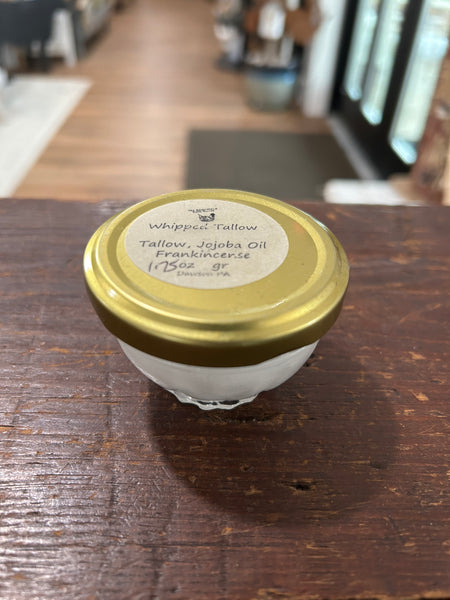 Whipped Tallow
Tallow, Jojoba Oil
Frankincense
1.75oz gr
Dawson PA